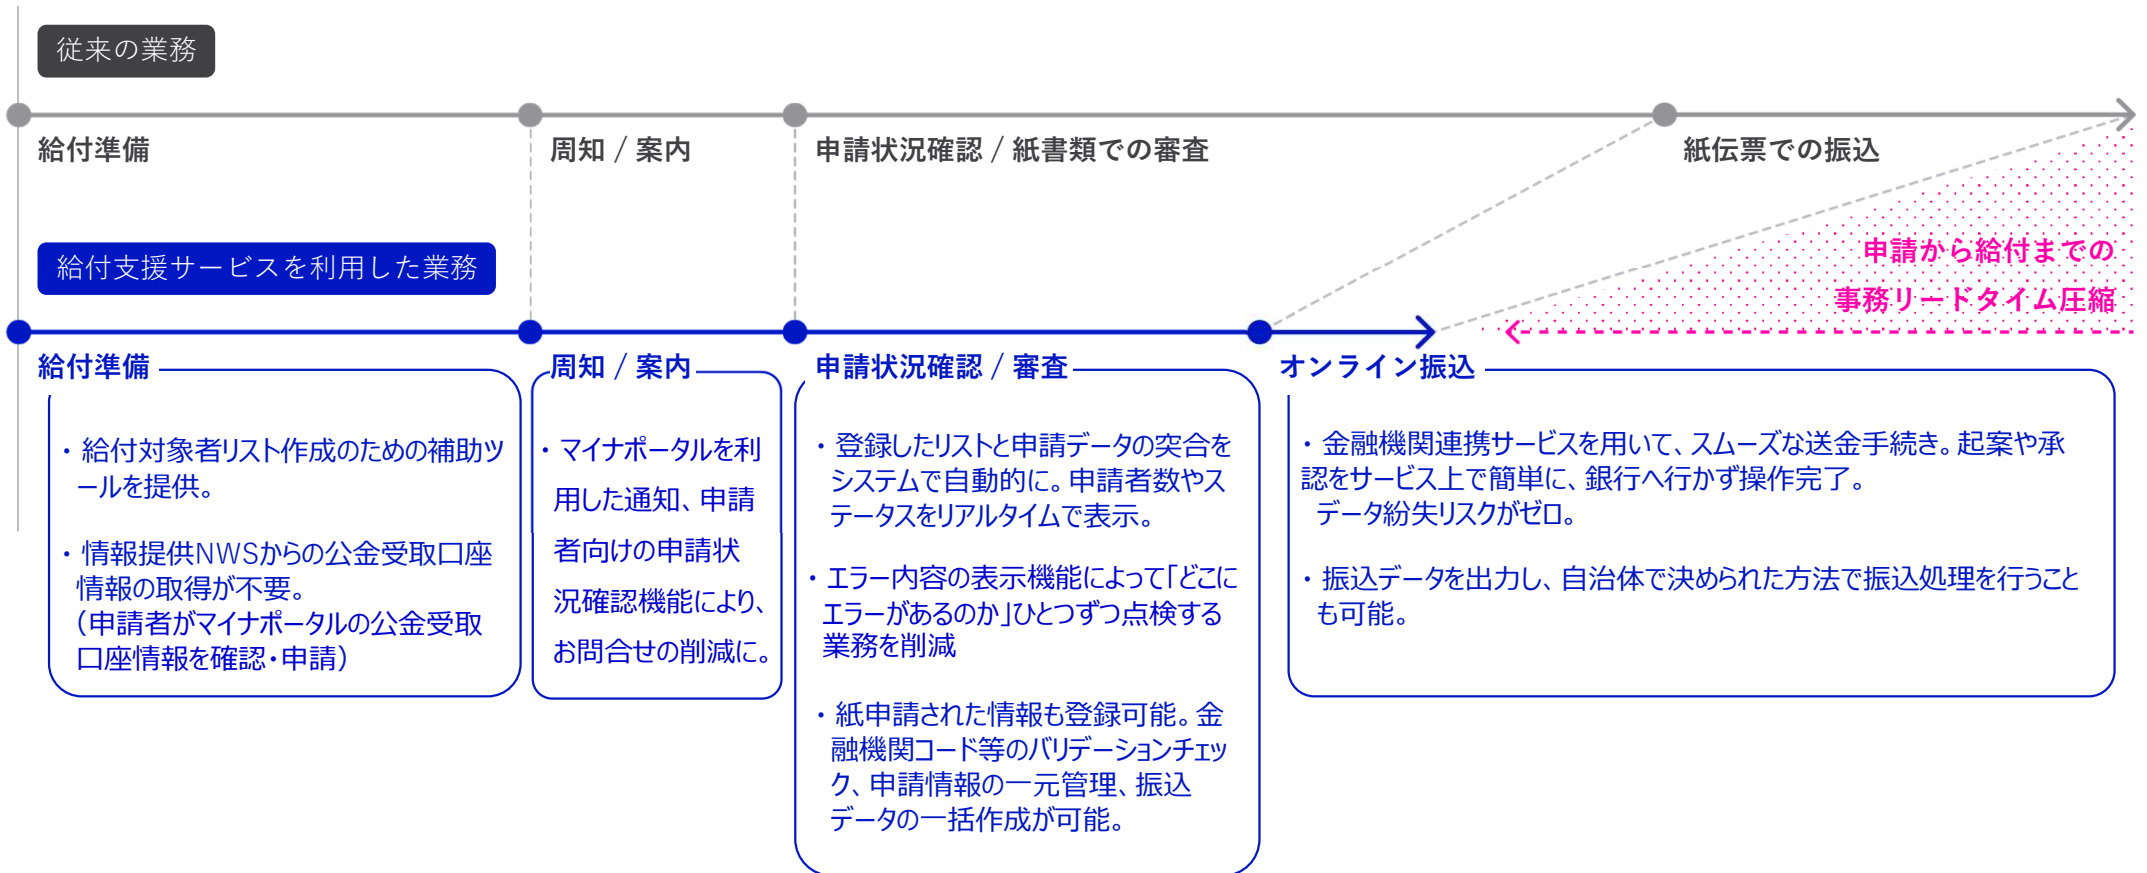 従来の業務
給付準備
周知 / 案内
申請状況確認 / 紙書類での審査
紙伝票での振込
給付支援サービスを利用した業務
申請から給付までの
事務リードタイム圧縮
給付準備
・給付対象者リスト作成のための補助ツ
ールを提供。
・情報提供NWSからの公金受取口座
情報の取得が不要。
（申請者がマイナポータルの公金受取
口座情報を確認・申請）
周知 / 案内
・マイナポータルを利
用した通知、申請
者向けの申請状
況確認機能により、
お問合せの削減に。
申請状況確認 / 審査
・登録したリストと申請データの突合を
システムで自動的に。申請者数やス
テータスをリアルタイムで表示。
・エラー内容の表示機能によって「どこに
エラーがあるのか」ひとつずつ点検する
業務を削減
・紙申請された情報も登録可能。金
融機関コード等のバリデーションチェッ
ク、申請情報の一元管理、振込
データの一括作成が可能。
オンライン振込
・金融機関連携サービスを用いて、スムーズな送金手続き。起案や承
認をサービス上で簡単に、銀行へ行かず操作完了。
データ紛失リスクがゼロ。
・振込データを出力し、自治体で決められた方法で振込処理を行うこと
も可能。